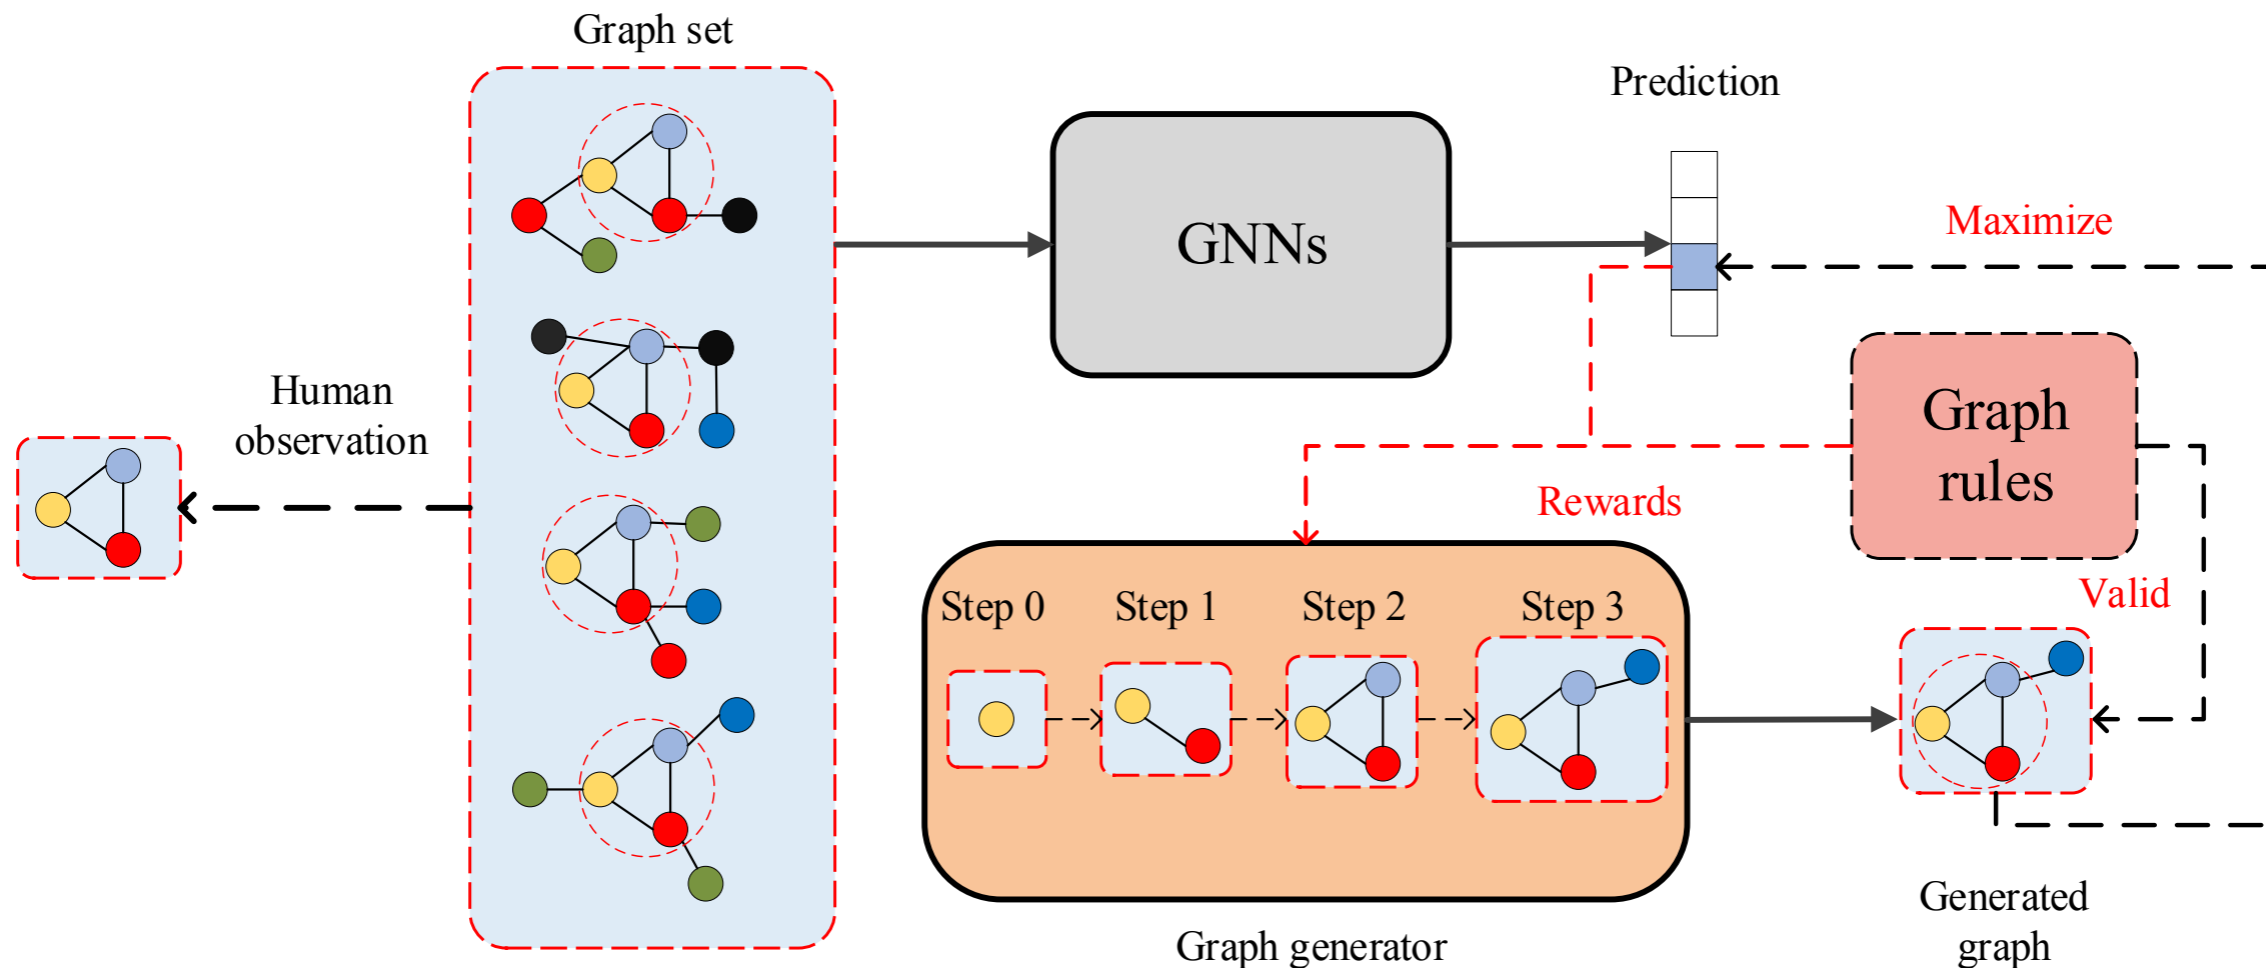 Graph set
Prediction
GNNs
Maximize
Human
observation
Graph
rules
Rewards
Valid
Step 0
Step 1
Step 2
Step 3
Generated
graph
Graph generator